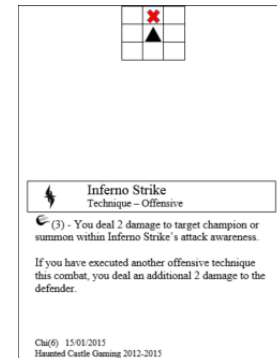 Inferno Strike
Technique – Offensive
(3) - You deal 2 damage to target champion or
summon within Inferno Strike's attack awareness.
If you have executed another offensive technique
this combat, you deal an additional 2 damage to the
defender.
Chi(6) 15/01/2015
Haunted Castle Gaming 2012-2015